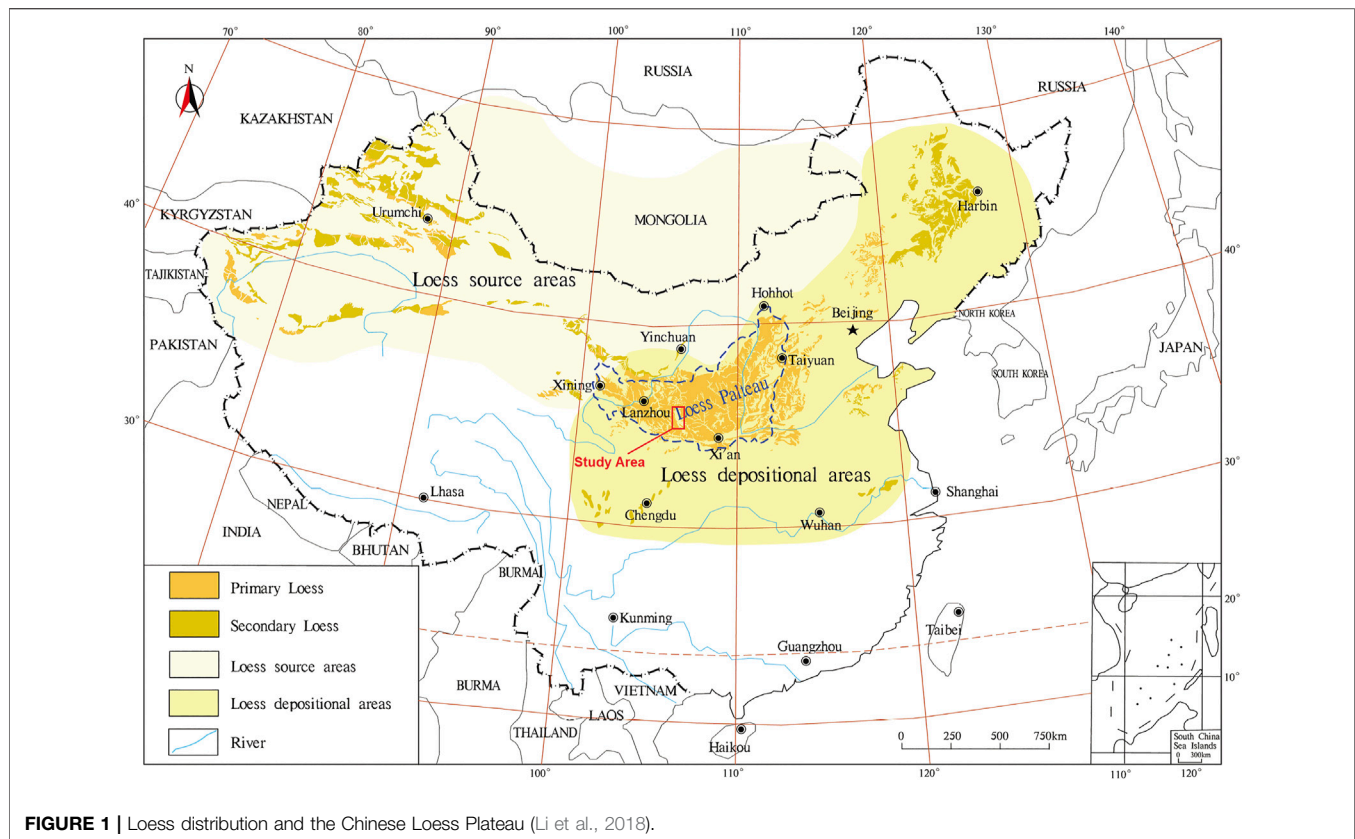 70°
80°
90°
100°
110°
120°
130°
140°
N
RUSSIA
RUSSIA
KAZAKHSTAN
40°
KYRGYZSTAN
Urumchi
MONGOLIA
Harbin
40°
TAJIKISTAN
Loess source areas
Hohhot
Beijing
NORTH KOREA
PAKISTAN
Yinchuan
Taiyuan
JAPAN
SOUTH KOREA
Xining
Loess Palteau
Lanzhou
30°
Xi'an
Study Area
30°
Loess depositional areas
Lhasa
Shanghai
NEPAL
Chengdu
Wuhan
INDIA
BHUTAN
BURMA
Primary Loess
Secondary Loess
Loess source areas
Loess depositional areas
River
Kunming
Taibei
20°
Guangzhou
BURMA
VIETNAM
10°
LAOS
THAILAND
Haikou
0 250 500 750km
South China
Sea Islands
0 300km
100°
110°
120°
110°
120°
FIGURE 1 | Loess distribution and the Chinese Loess Plateau (Li et al., 2018).